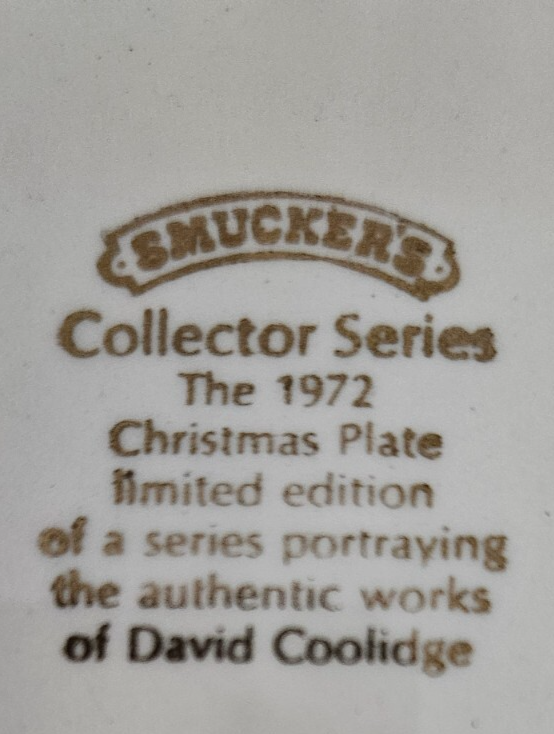 SMUCKER'S
Collector Series
The 1972
Christmas Plate
limited edition
of a series portraying
the authentic works
of David Coolidge